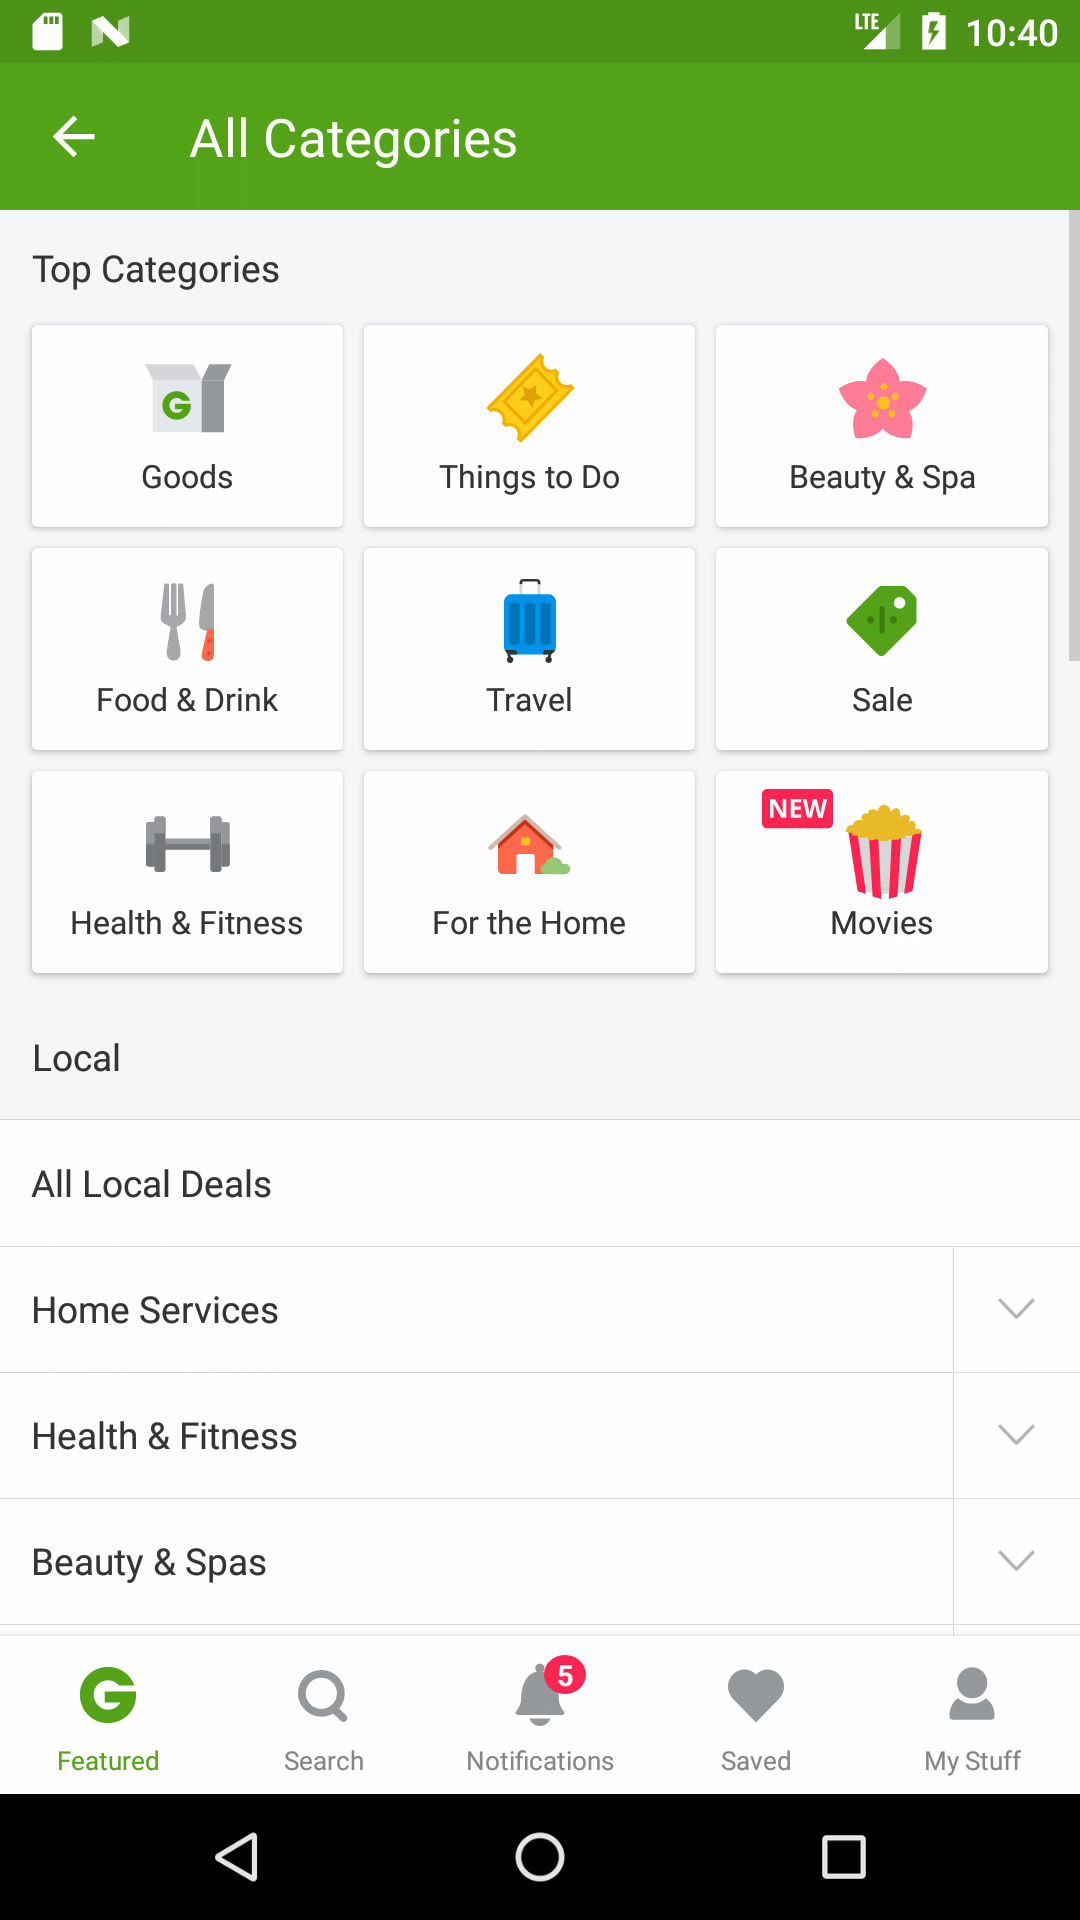 LTE 10:40
All Categories
Top Categories
Goods
Things to Do
Beauty & Spa
Food & Drink
Travel
Sale
Health & Fitness
For the Home
NEW
Movies
Local
All Local Deals
Home Services
Health & Fitness
Beauty & Spas
5
Featured
Search
Notifications
Saved
My Stuff